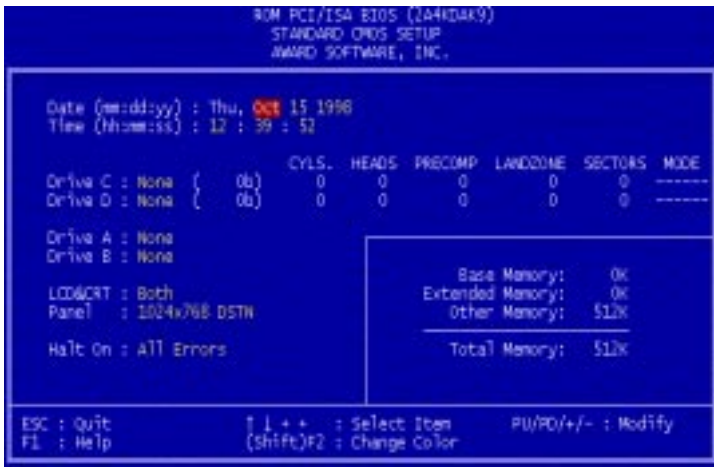 ROM PCI/ISA BIOS (2A4KDAK9)
STANDARD CMOS SETUP
AWARD SOFTWARE, INC.
Date (mm:dd:yy) : Thu, Oct 15 1998
Time (hh:mm:ss) : 12 : 39 : 52
CYLS. HEADS PRECOMP LANDZONE SECTORS MODE
Drive C : None ( 0b) 0 0 0 0 0 ------
Drive D : None ( 0b) 0 0 0 0 0 ------
Drive A : None
Drive B : None
LCD&CRT : Both
Panel : 1024x768 DSTN
Halt On : All Errors
Base Memory: 0K
Extended Memory: 0K
Other Memory: 512K
Total Memory: 512K
ESC : Quit ↑ ↓ + + : Select Item PU/PD/+/- : Modify
F1 : Help (Shift)F2 : Change Color